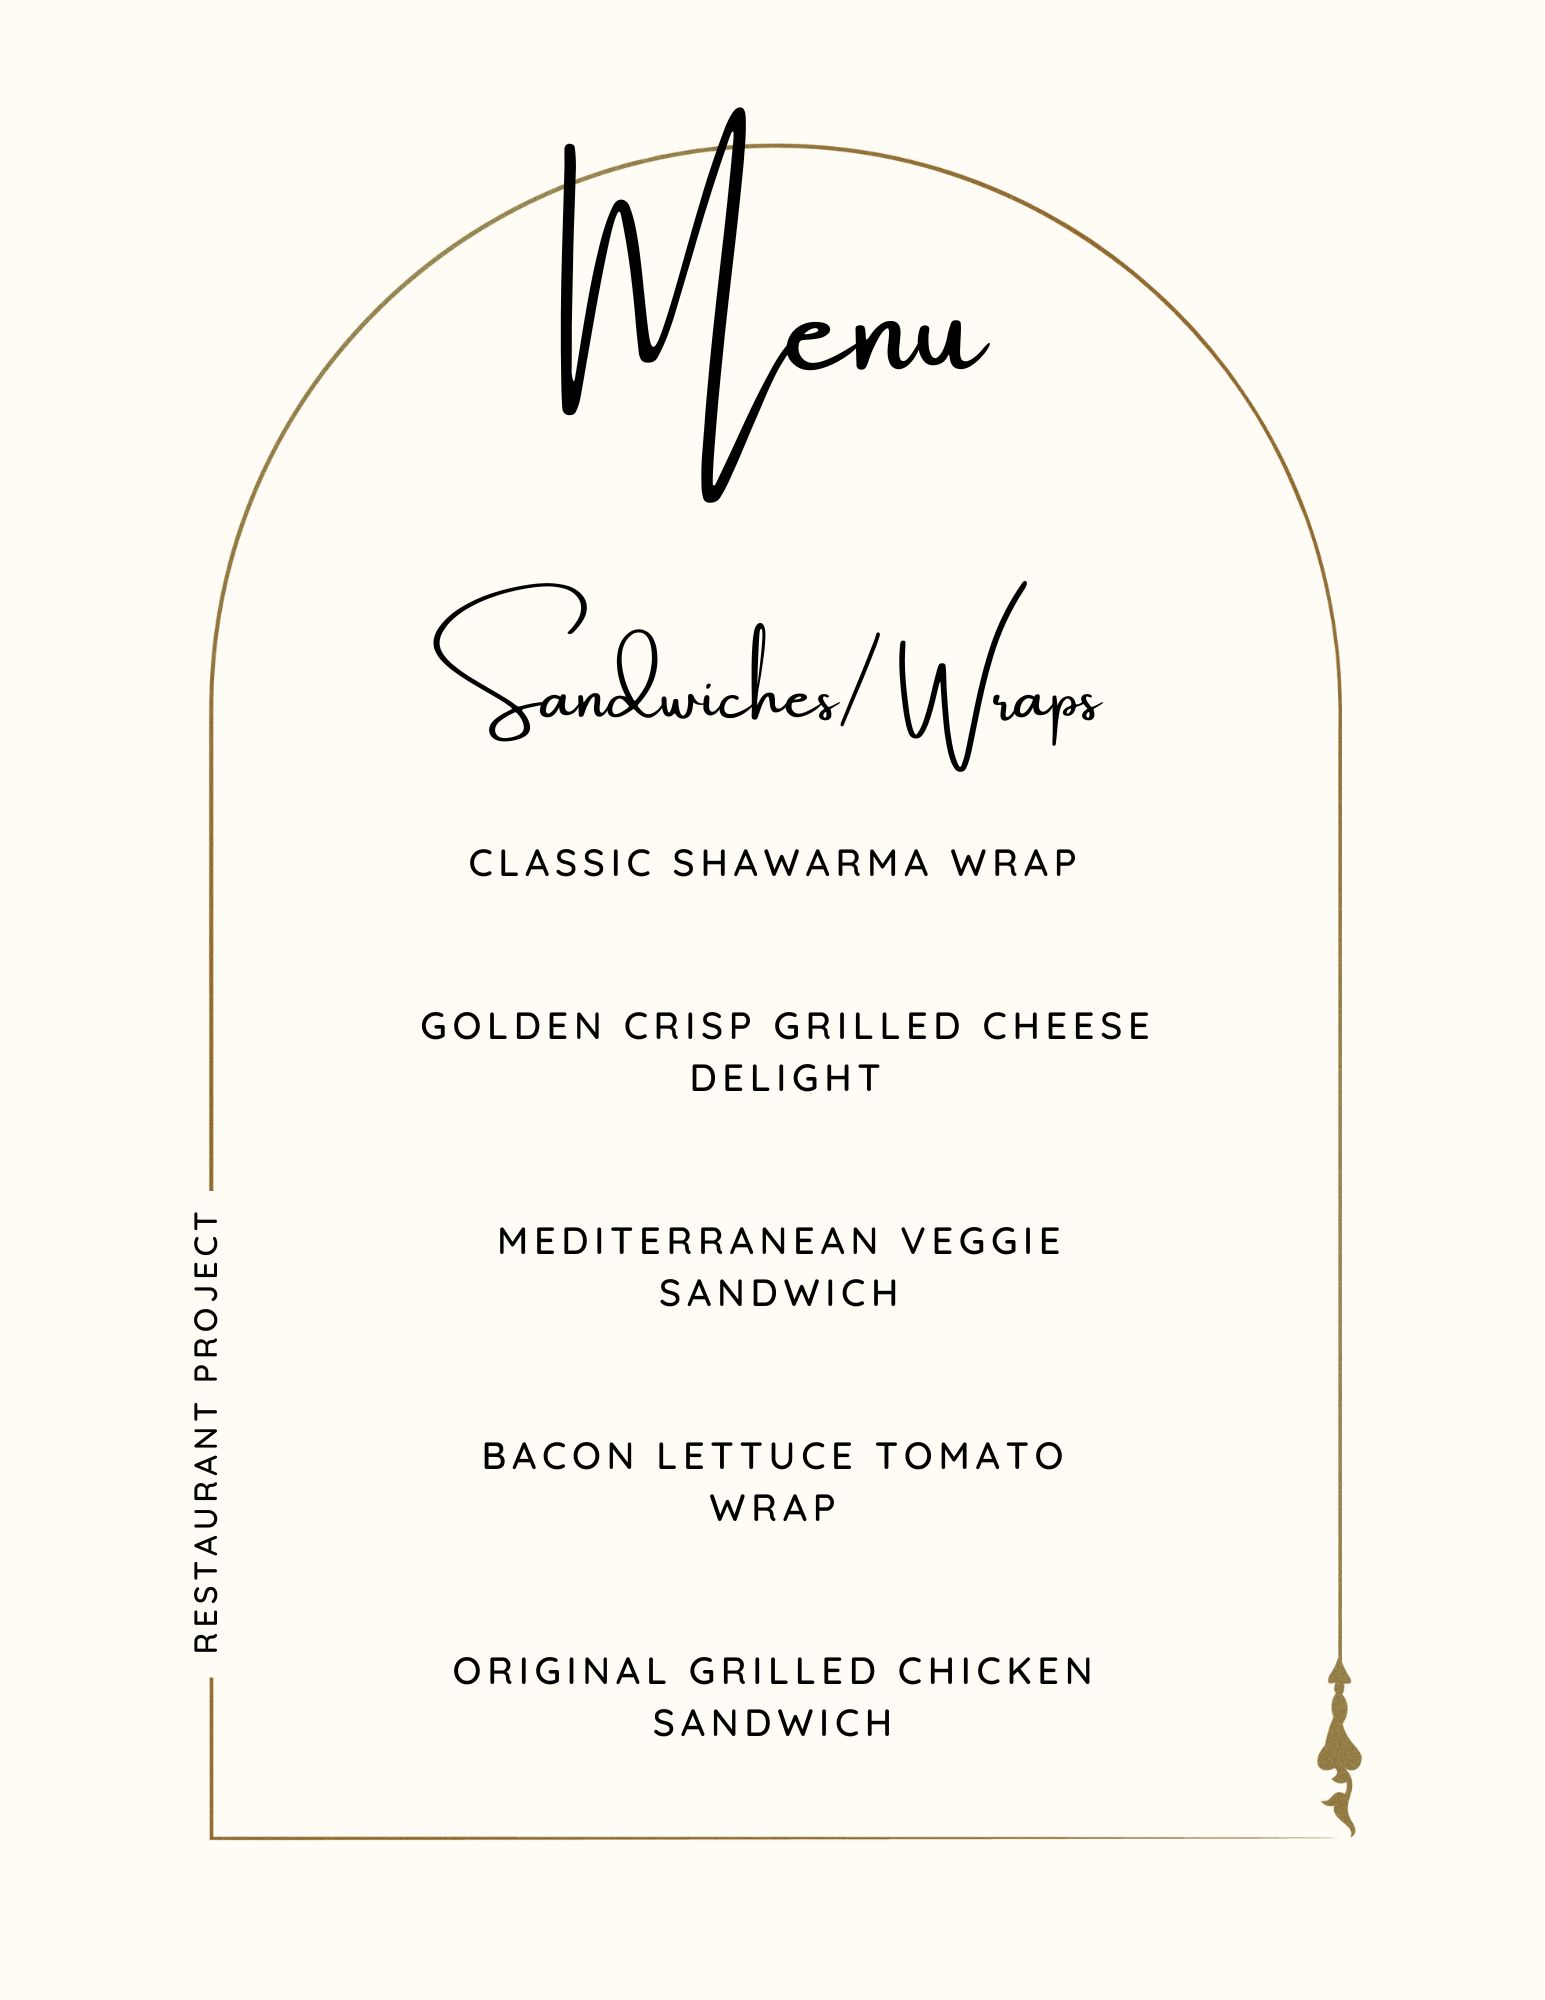 Menu
Sandwiches/Wraps
CLASSIC SHAWARMA WRAP
GOLDEN CRISP GRILLED CHEESE
DELIGHT
MEDITERRANEAN VEGGIE
SANDWICH
BACON LETTUCE TOMATO
WRAP
ORIGINAL GRILLED CHICKEN
SANDWICH
RESTAURANT PROJECT